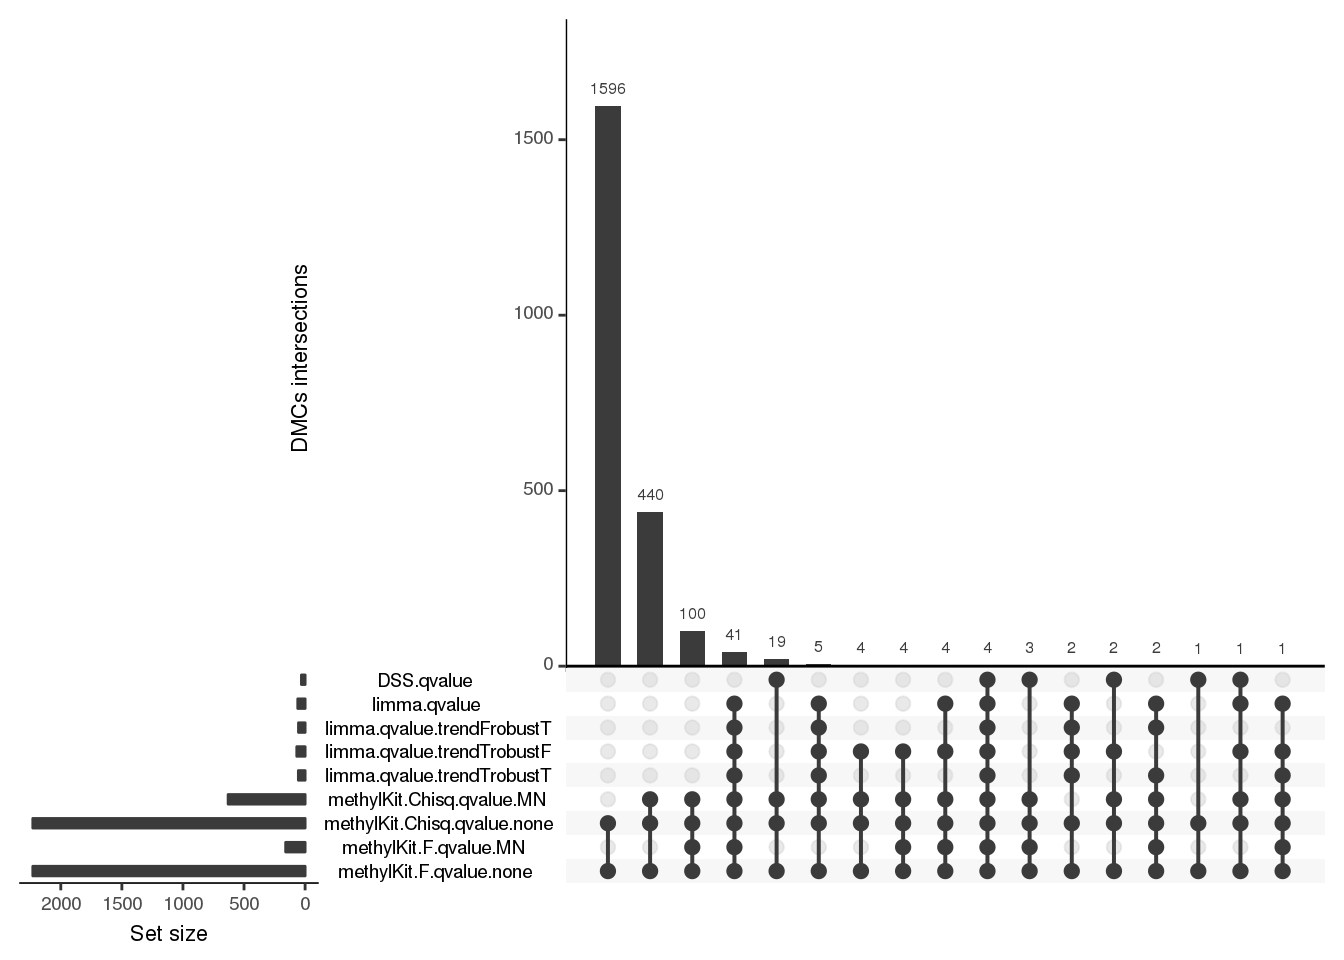 1596
440
100
41
19
5
4
4
4
4
3
2
2
2
1
1
1
1500
1000
500
0
DMCs intersections
DSS.qvalue
limma.qvalue
limma.qvalue.trendFrobustT
limma.qvalue.trendTrobustF
limma.qvalue.trendTrobustT
methylKit.Chisq.qvalue.MN
methylKit.Chisq.qvalue.none
methylKit.F.qvalue.MN
methylKit.F.qvalue.none
2000 1500 1000 500 0
Set size